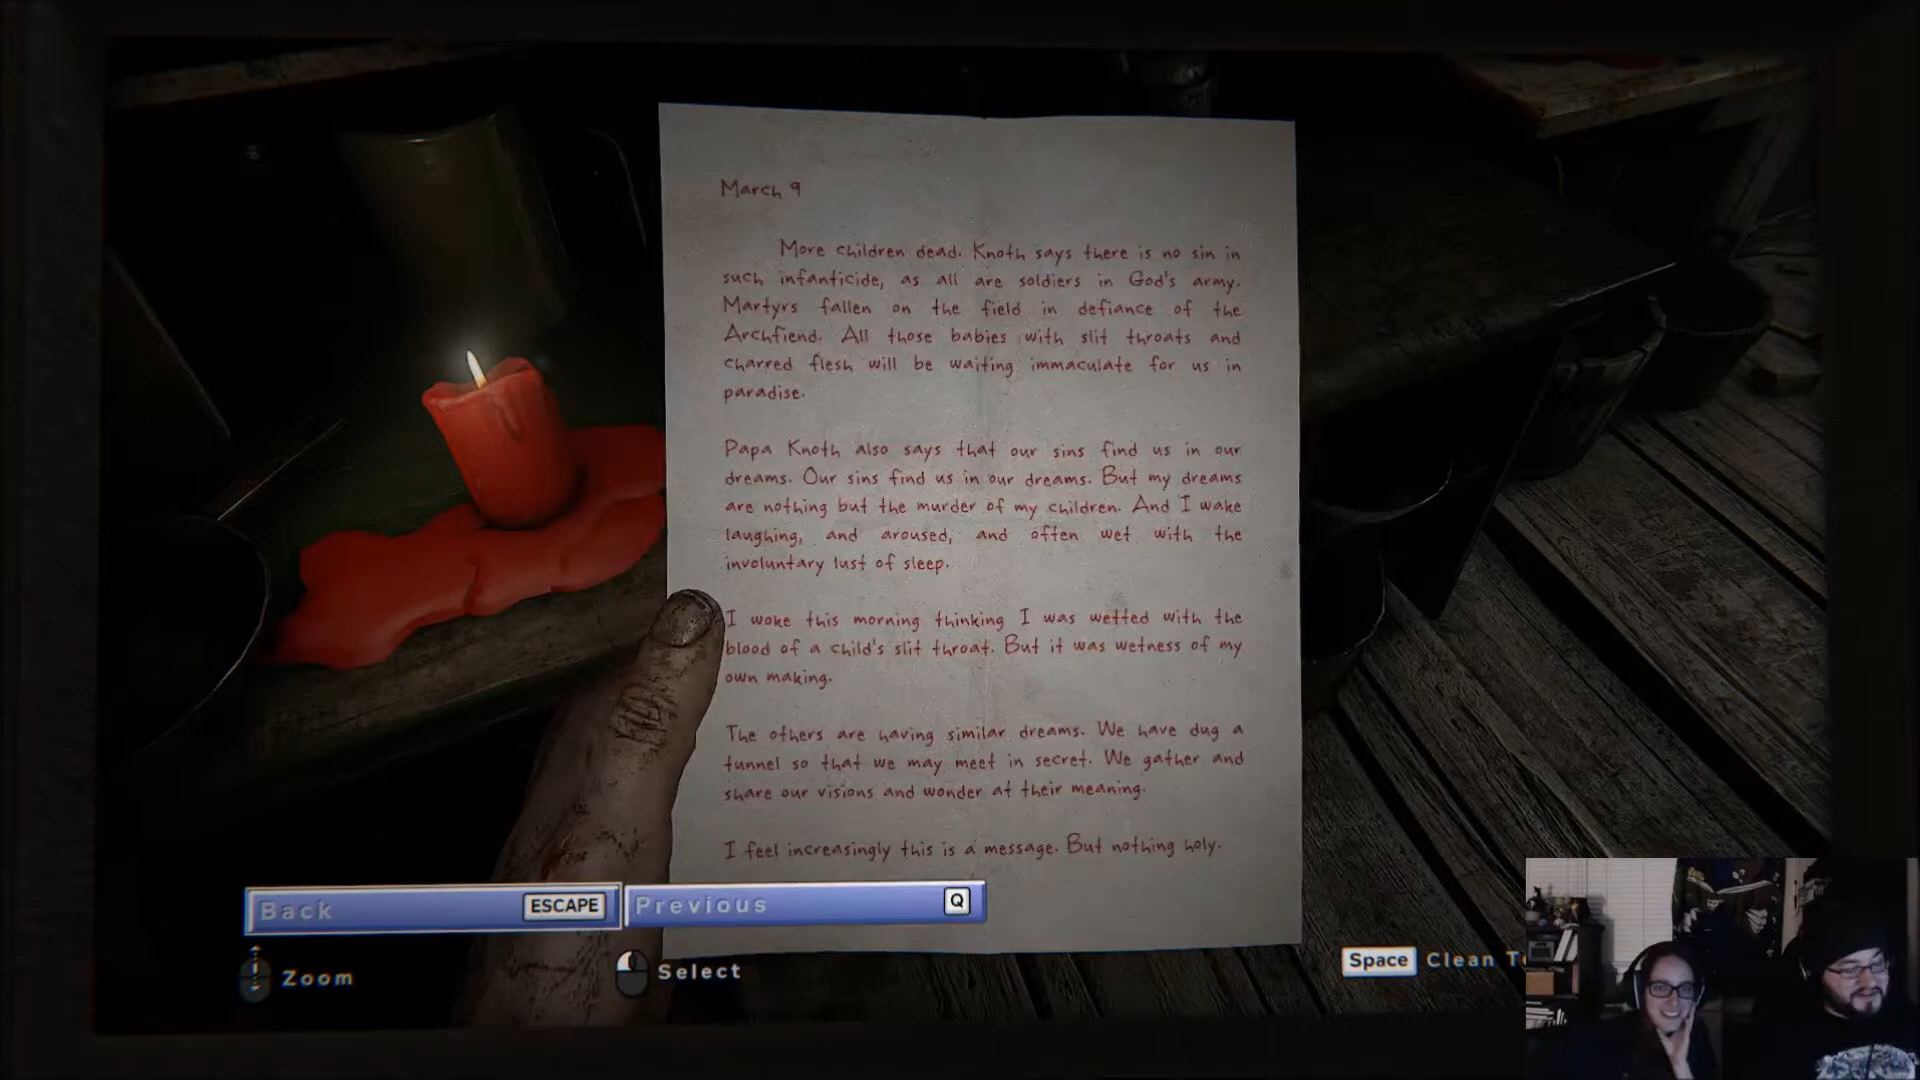 March 9
More children dead. Knoth says there is no sin in
such infanticide, as all are soldiers in God's army.
Martyrs fallen on the field in defiance of the
Archfiend. All those babies with slit throats and
charred flesh will be waiting immaculate for us in
paradise.
Papa Knoth also says that our sins find us in our
dreams. Our sins find us in our dreams. But my dreams
are nothing but the murder of my children. And I wake
laughing, and aroused, and often wet with the
involuntary lust of sleep.
I woke this morning thinking I was wetted with the
blood of a child's slit throat. But it was wetness of my
own making.
The others are having similar dreams. We have dug a
tunnel so that we may meet in secret. We gather and
share our visions and wonder at their meaning.
I feel increasingly this is a message. But nothing holy.
Back ESCAPE Previous Q
Zoom Select
Space Clean